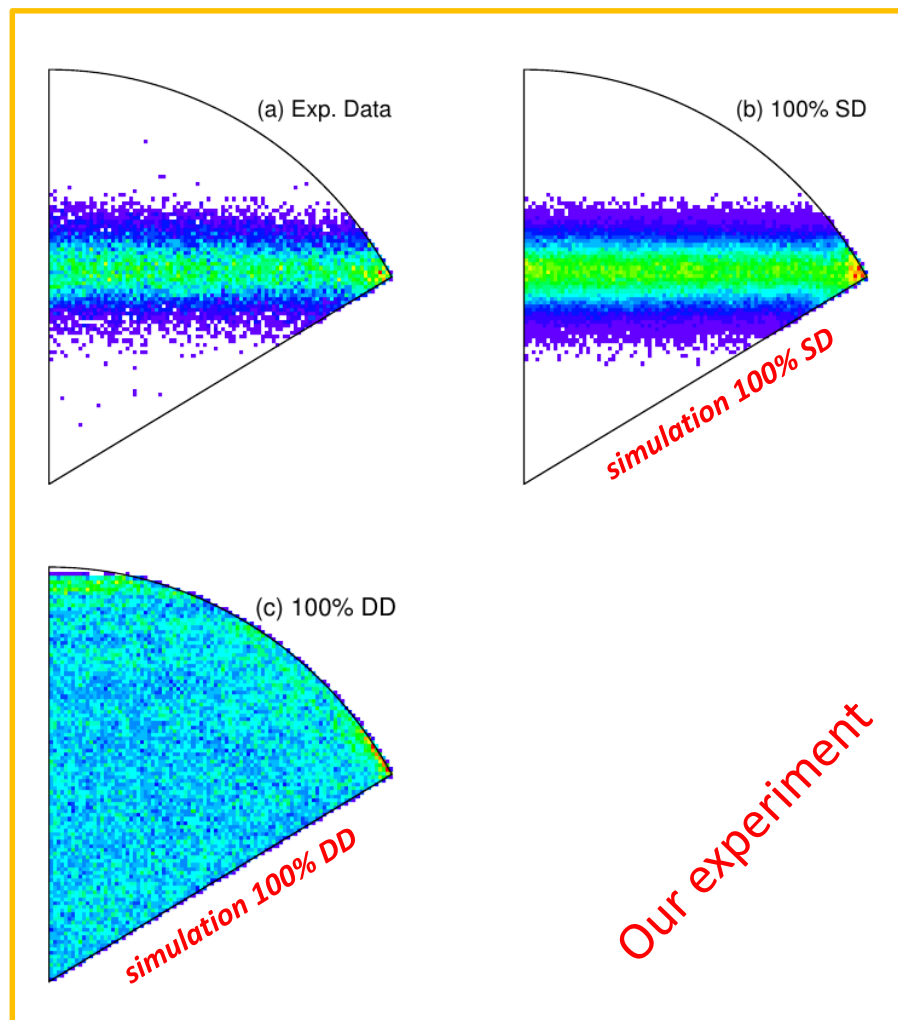 (a) Exp. Data
(b) 100% SD
simulation 100% SD
(c) 100% DD
simulation 100% DD
Our experiment